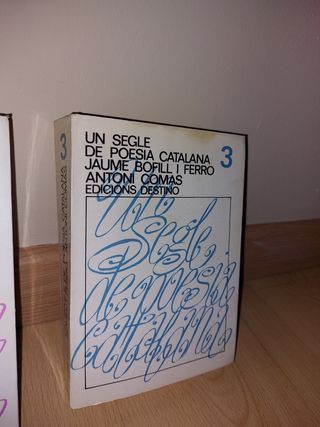 UN SEGLE
DE POESIA CATALANA 3
JAUME BOFILL I FERRO
ANTONI COMAS
EDICIONS DESTINO
Un
Segle
de poesia
catalana
3